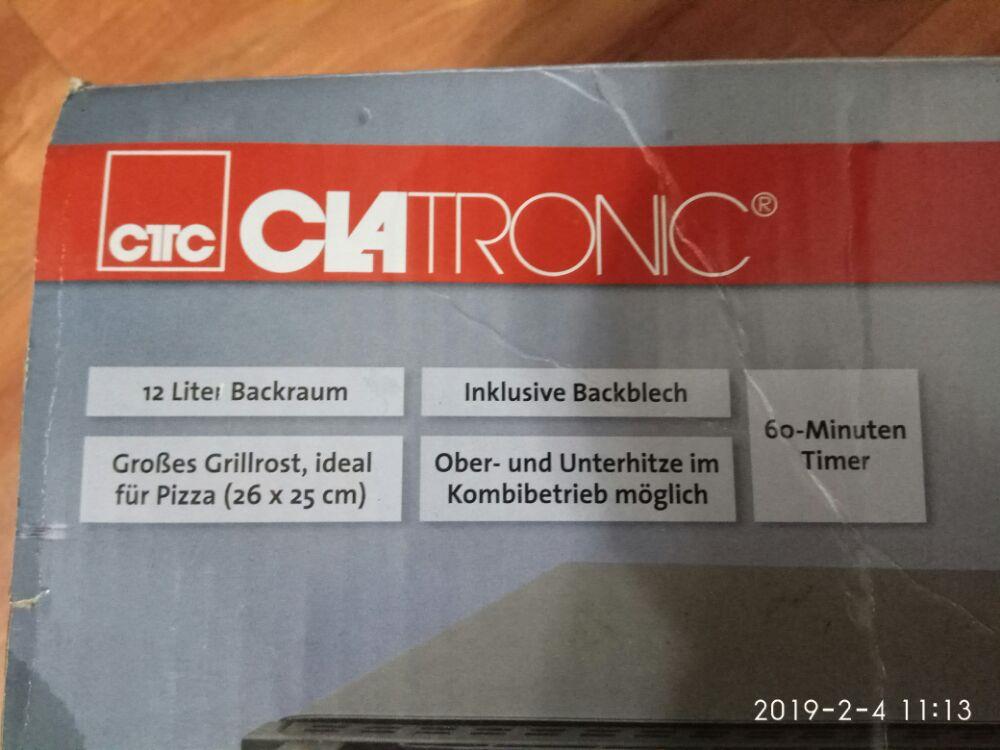 CTC CLATRONIC®
12 Liter Backraum
Inklusive Backblech
60-Minuten
Timer
Großes Grillrost, ideal
für Pizza (26 x 25 cm)
Ober- und Unterhitze im
Kombibetrieb möglich
2019-2-4 11:13